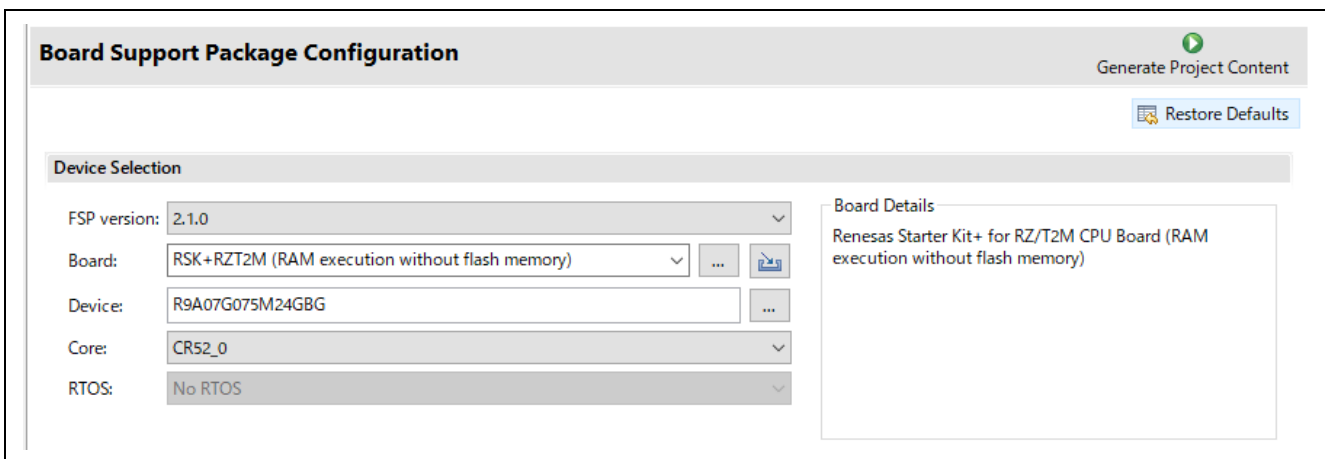 Board Support Package Configuration
Generate Project Content
Restore Defaults
Device Selection
FSP version: 2.1.0
Board: RSK+RZT2M (RAM execution without flash memory) ...
Device: R9A07G075M24GBG ...
Core: CR52_0
RTOS: No RTOS
Board Details
Renesas Starter Kit+ for RZ/T2M CPU Board (RAM
execution without flash memory)